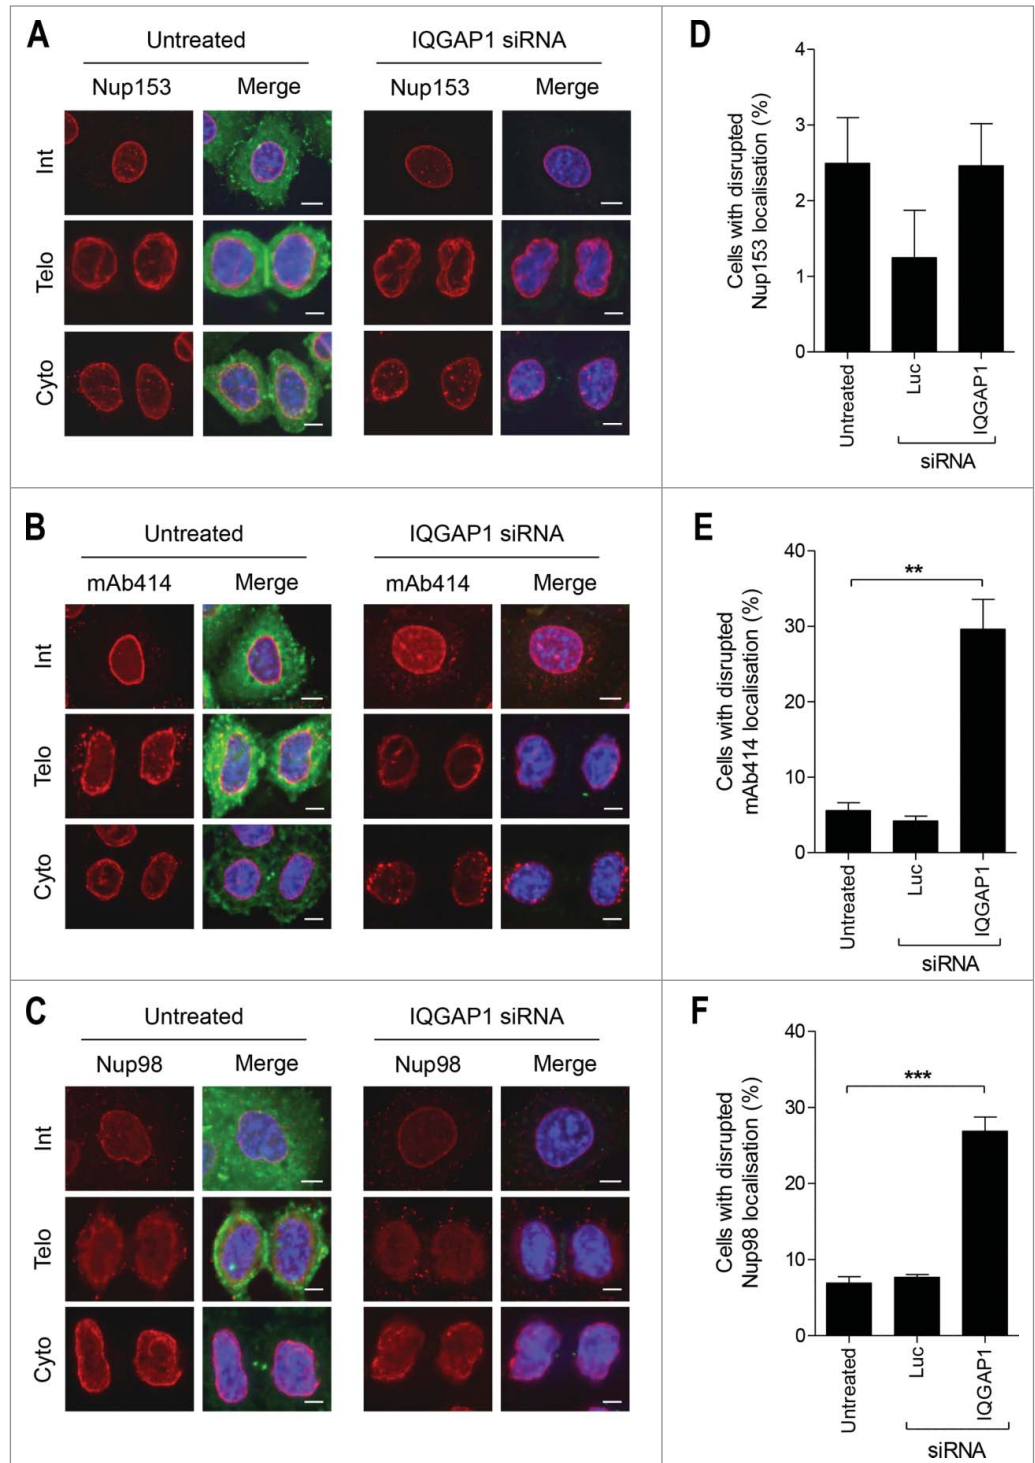 A
Untreated
IQGAP1 siRNA
Nup153
Merge
Nup153
Merge
Int
Telo
Cyto
D
Cells with disrupted
Nup153 localisation (%)
4
3
2
1
0
Untreated
Luc
IQGAP1
siRNA
B
Untreated
IQGAP1 siRNA
mAb414
Merge
mAb414
Merge
Int
Telo
Cyto
E
Cells with disrupted
mAb414 localisation (%)
40
30
20
10
0
**
Untreated
Luc
IQGAP1
siRNA
C
Untreated
IQGAP1 siRNA
Nup98
Merge
Nup98
Merge
Int
Telo
Cyto
F
Cells with disrupted
Nup98 localisation (%)
40
30
20
10
0
***
Untreated
Luc
IQGAP1
siRNA